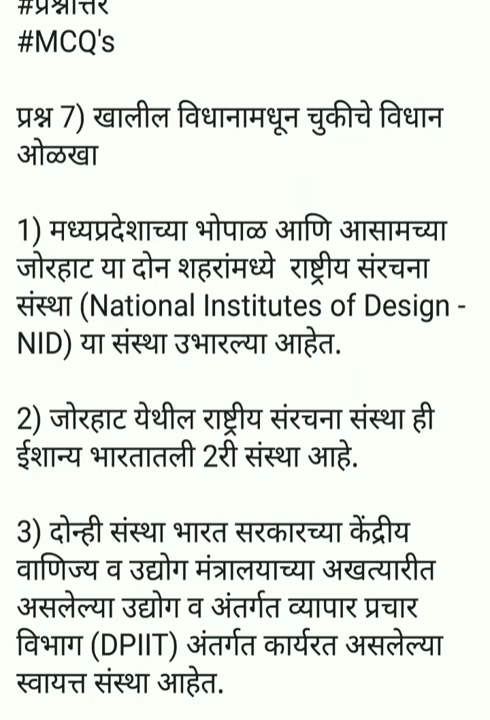 #प्रश्नोत्तर
#MCQ's
प्रश्न 7) खालील विधानामधून चुकीचे विधान
ओळखा
1) मध्यप्रदेशाच्या भोपाळ आणि आसामच्या
जोरहाट या दोन शहरांमध्ये राष्ट्रीय संरचना
संस्था (National Institutes of Design -
NID) या संस्था उभारल्या आहेत.
2) जोरहाट येथील राष्ट्रीय संरचना संस्था ही
ईशान्य भारतातली 2री संस्था आहे.
3) दोन्ही संस्था भारत सरकारच्या केंद्रीय
वाणिज्य व उद्योग मंत्रालयाच्या अखत्यारीत
असलेल्या उद्योग व अंतर्गत व्यापार प्रचार
विभाग (DPIIT) अंतर्गत कार्यरत असलेल्या
स्वायत्त संस्था आहेत.